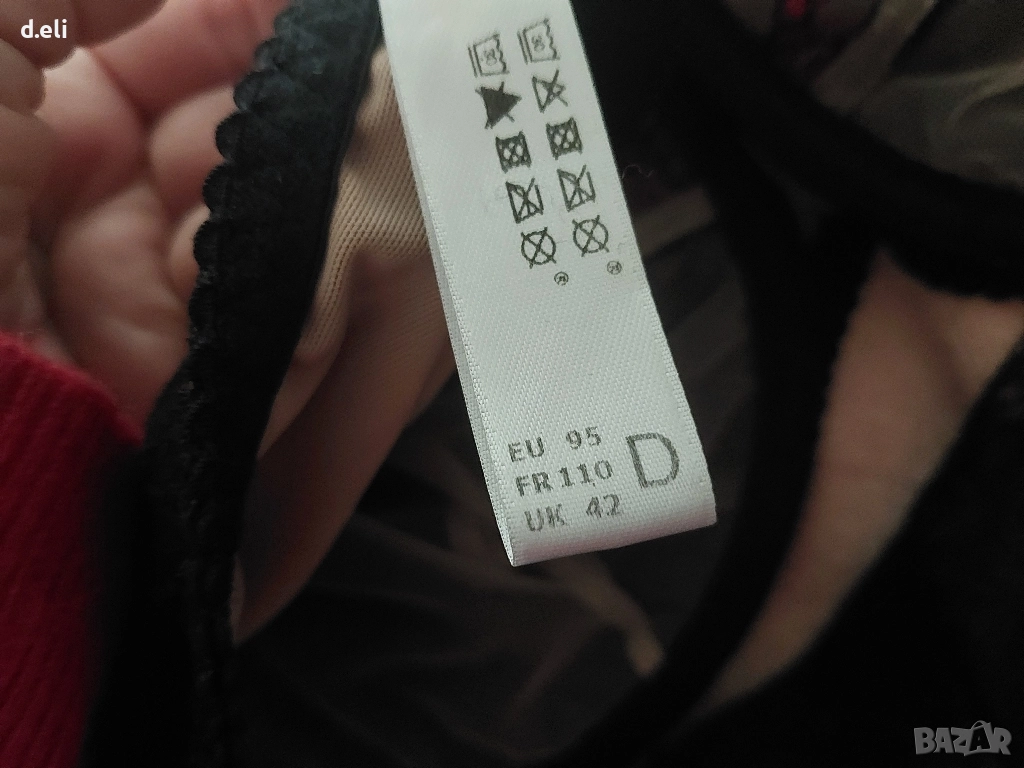 d.eli
EU 95
FR 110 D
UK 42
BAZAR